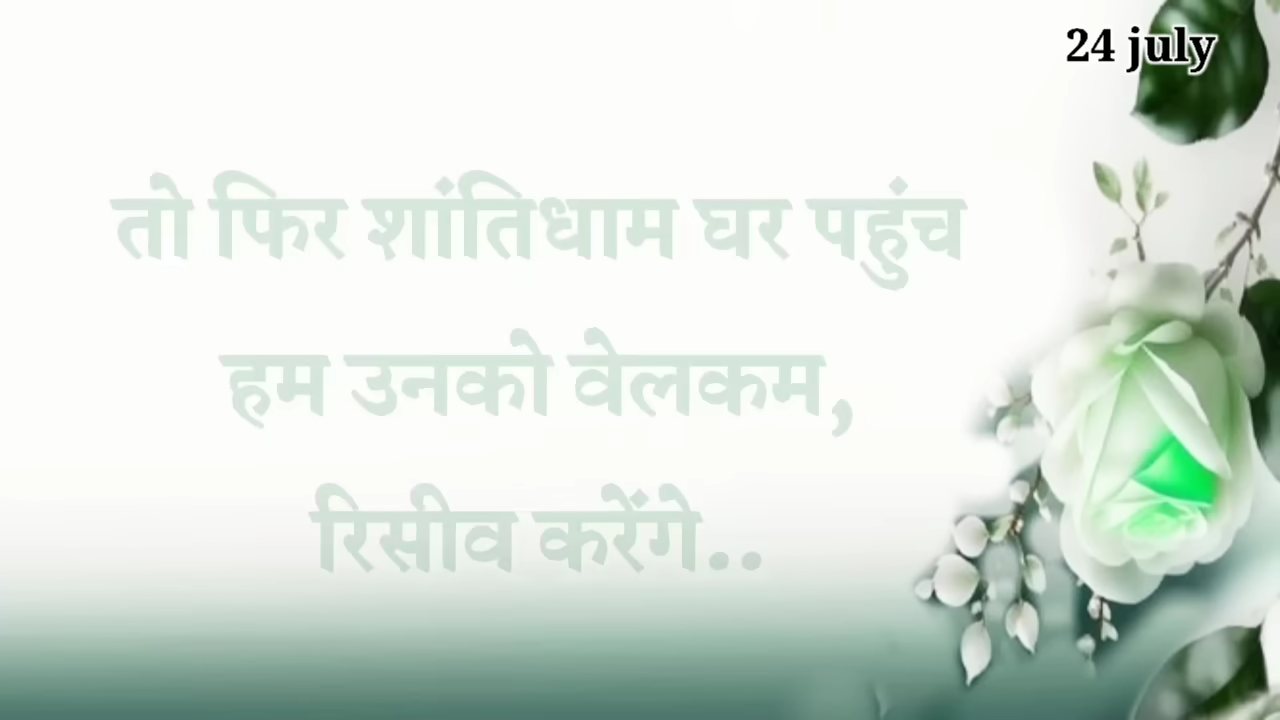 24 july
तो फिर शांतिधाम घर पहुंच
हम उनको वेलकम,
रिसीव करेंगे..